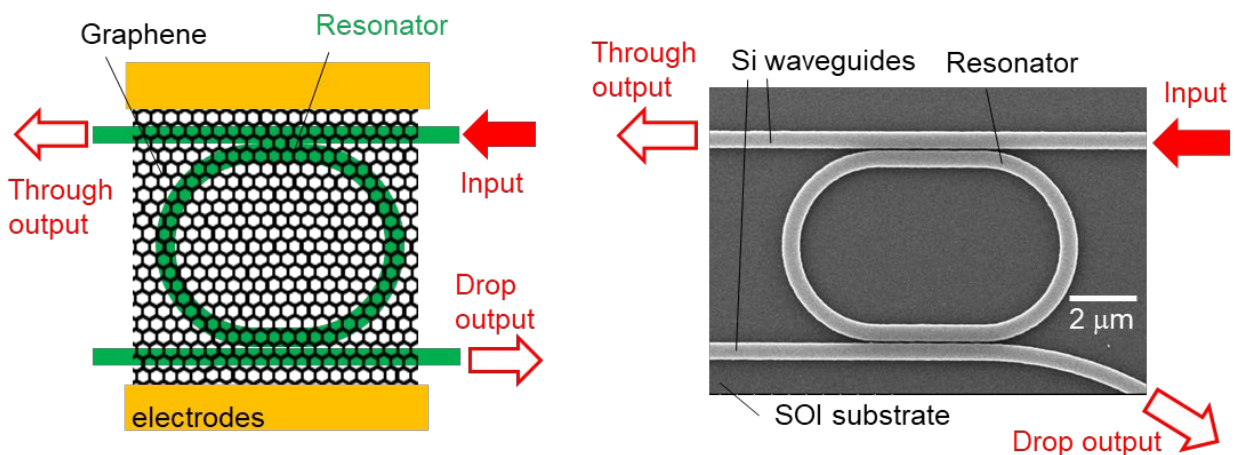 Graphene
Resonator
Through
output
Input
Drop
output
electrodes
Through
output
Si waveguides
Resonator
Input
2 μm
SOI substrate
Drop output